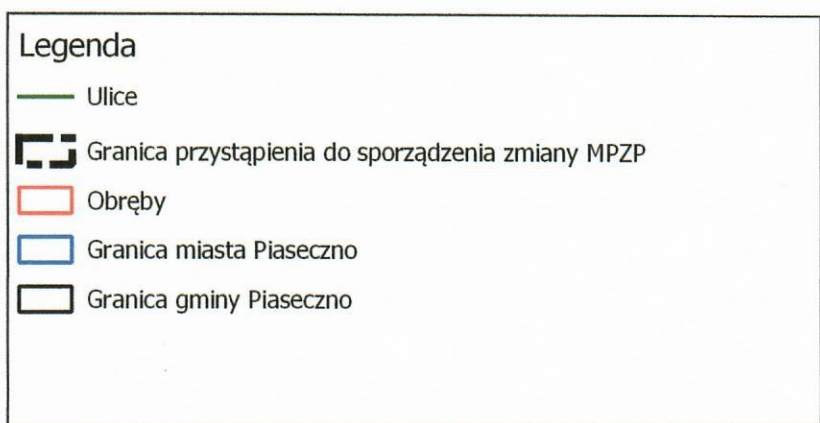 Legenda
Ulice
Granica przystąpienia do sporządzenia zmiany MPZP
Obręby
Granica miasta Piaseczno
Granica gminy Piaseczno